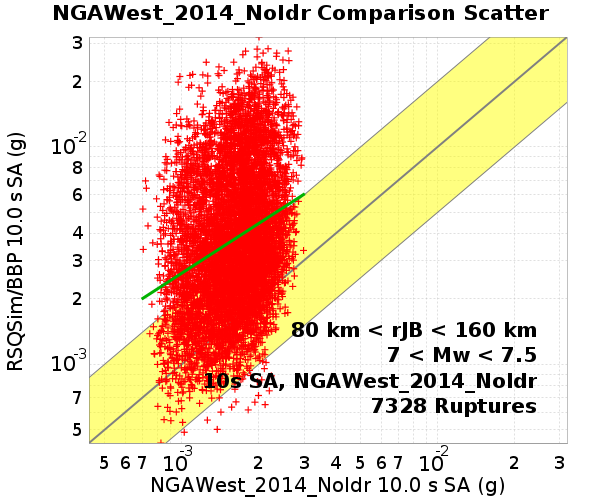 NGAWest_2014_NoIdr Comparison Scatter
RSQSim/BBP 10.0 s SA (g)
3
2
10-2
8
6
4
3
2
10-3
7
5
80 km < rJB < 160 km
7 < Mw < 7.5
10s SA, NGAWest_2014_NoIdr
7328 Ruptures
5 6 7 10-3 2 3 4 5 6 7 10-2 2 3
NGAWest_2014_NoIdr 10.0 s SA (g)